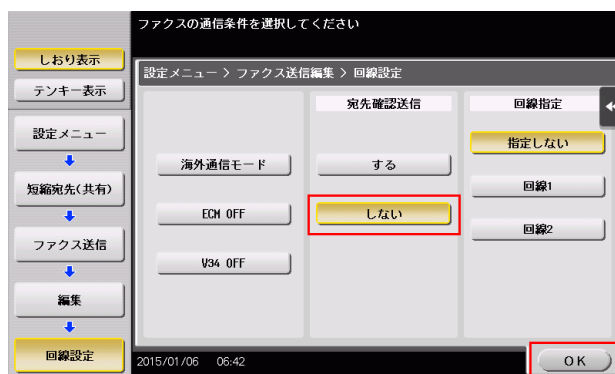 ファクスの通信条件を選択してください
しおり表示
テンキー表示
設定メニュー
短縮宛先(共有)
ファクス送信
編集
回線設定
設定メニュー > ファクス送信編集 > 回線設定
海外通信モード
ECM OFF
V34 OFF
宛先確認送信
する
しない
回線指定
指定しない
回線1
回線2
2015/01/06 06:42
OK